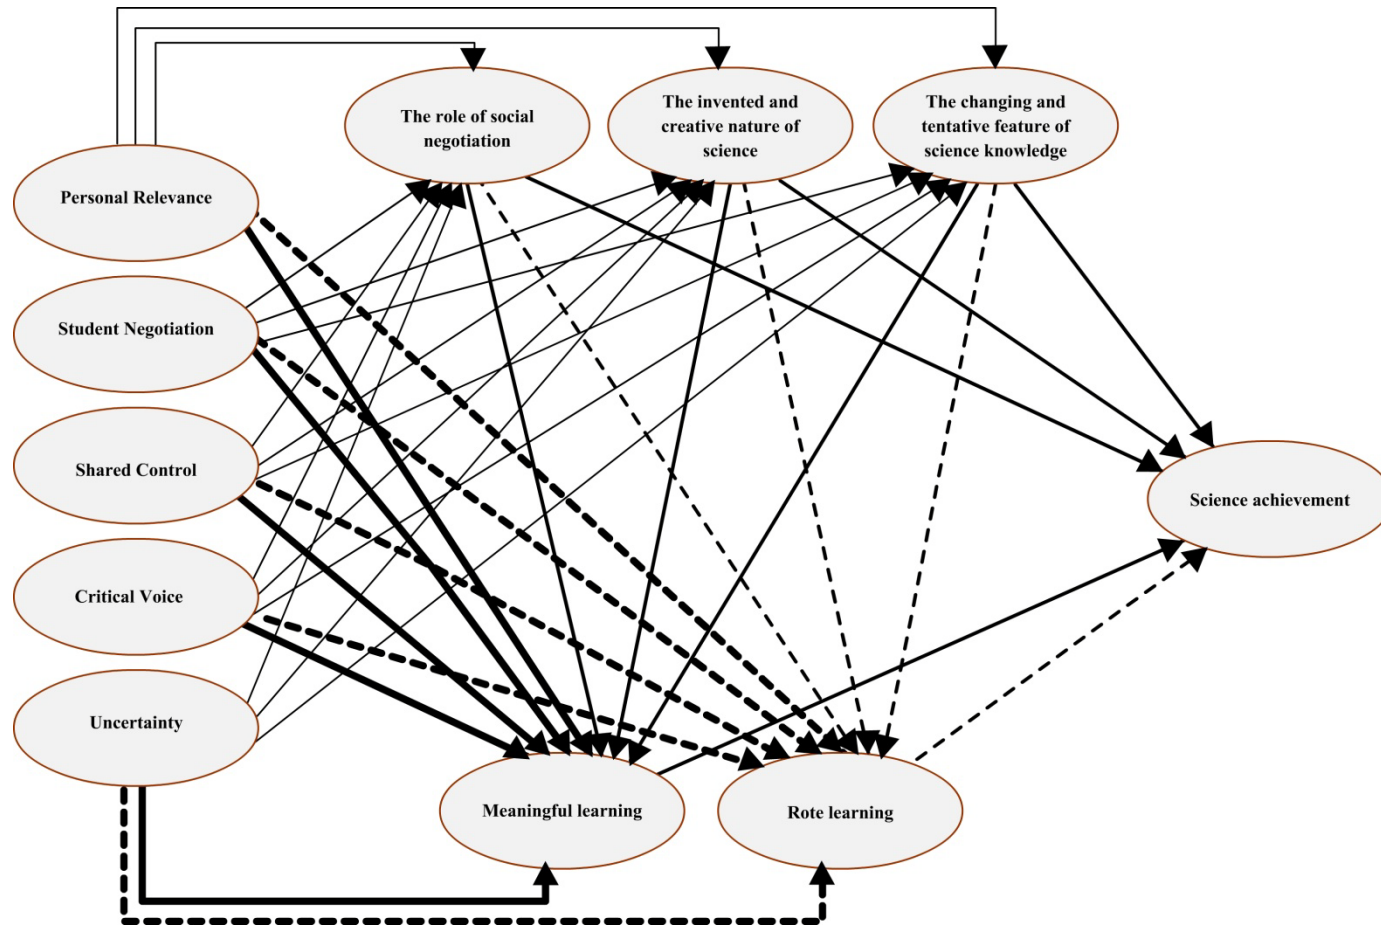 The role of social
negotiation
The invented and
creative nature of
science
The changing and
tentative feature of
science knowledge
Personal Relevance
Student Negotiation
Shared Control
Critical Voice
Uncertainty
Science achievement
Meaningful learning
Rote learning